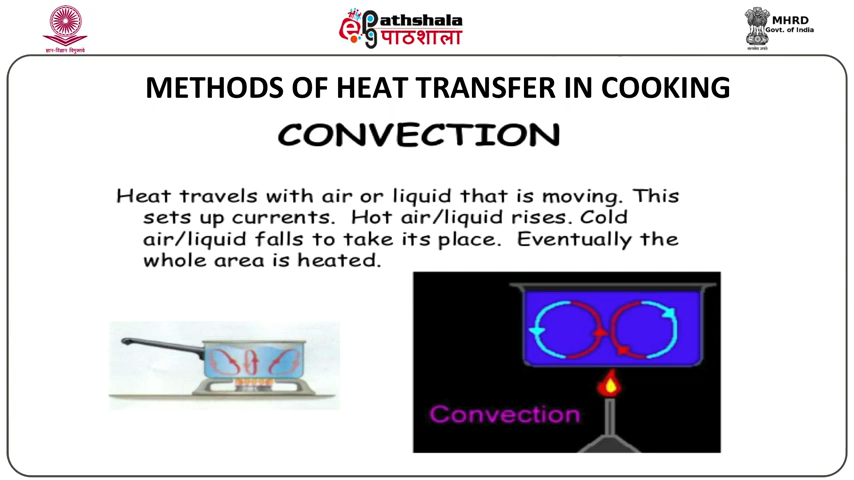 ज्ञान-विज्ञान विमुक्तये
ePathshala
पाठशाला
MHRD
Govt. of India
METHODS OF HEAT TRANSFER IN COOKING
CONVECTION
Heat travels with air or liquid that is moving. This
sets up currents. Hot air/liquid rises. Cold
air/liquid falls to take its place. Eventually the
whole area is heated.
Convection